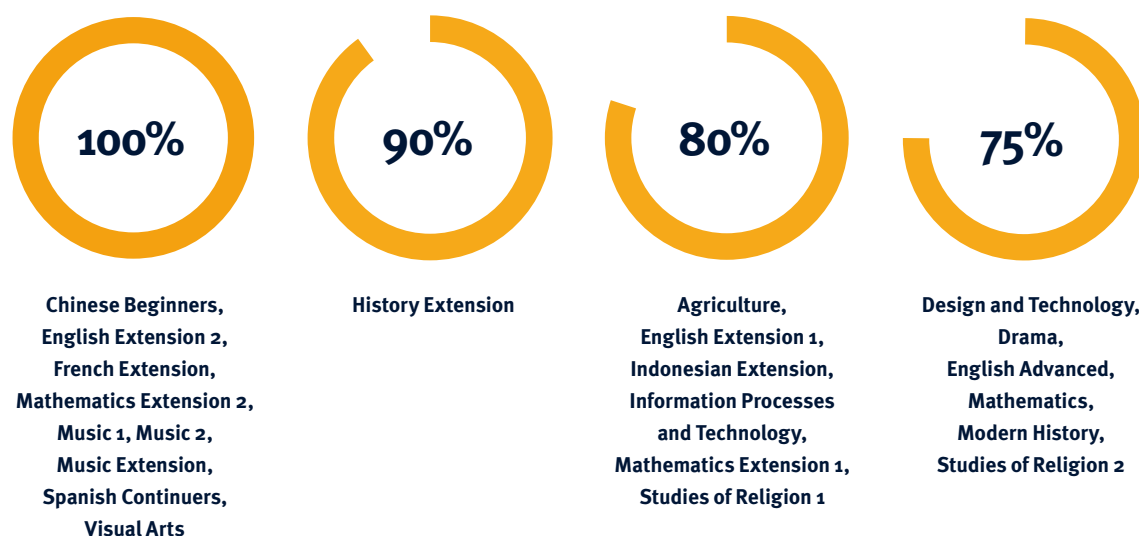 100%
Chinese Beginners,
English Extension 2,
French Extension,
Mathematics Extension 2,
Music 1, Music 2,
Music Extension,
Spanish Continuers,
Visual Arts
90%
History Extension
80%
Agriculture,
English Extension 1,
Indonesian Extension,
Information Processes
and Technology,
Mathematics Extension 1,
Studies of Religion 1
75%
Design and Technology,
Drama,
English Advanced,
Mathematics,
Modern History,
Studies of Religion 2